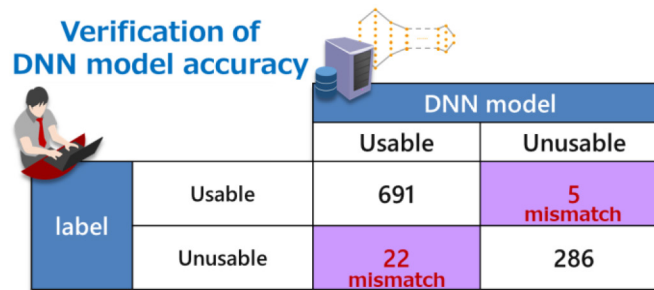 Verification of
DNN model accuracy
DNN model
Usable Unusable
label
Usable 691 5
mismatch
Unusable 22 286
mismatch